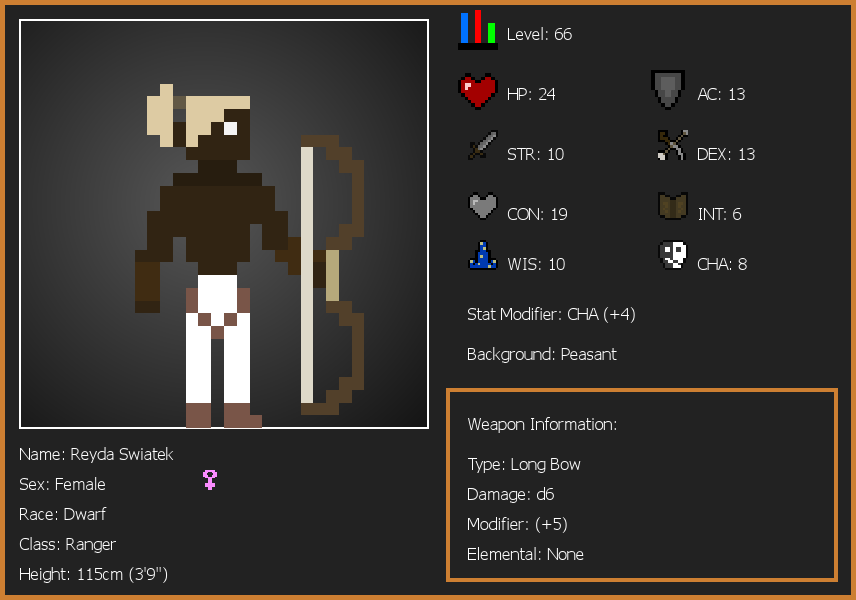 Level: 66
HP: 24
AC: 13
STR: 10
DEX: 13
CON: 19
INT: 6
WIS: 10
CHA: 8
Stat Modifier: CHA (+4)
Background: Peasant
Weapon Information:
Type: Long Bow
Damage: d6
Modifier: (+5)
Elemental: None
Name: Reyda Swiatek
Sex: Female
Race: Dwarf
Class: Ranger
Height: 115cm (3'9")